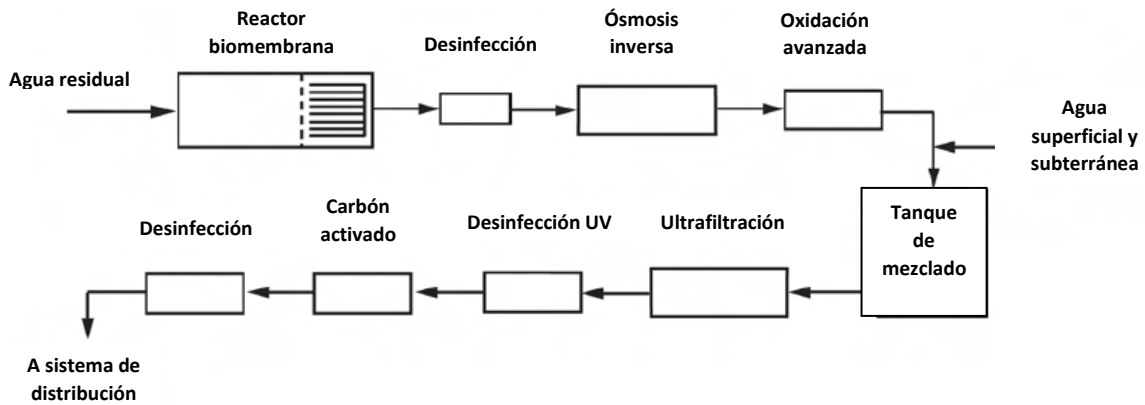 Reactor
biomembrana
Desinfección
Ósmosis
inversa
Oxidación
avanzada
Agua residual
Agua
superficial y
subterránea
Tanque
de
mezclado
Ultrafiltración
Desinfección UV
Carbón
activado
Desinfección
A sistema de
distribución